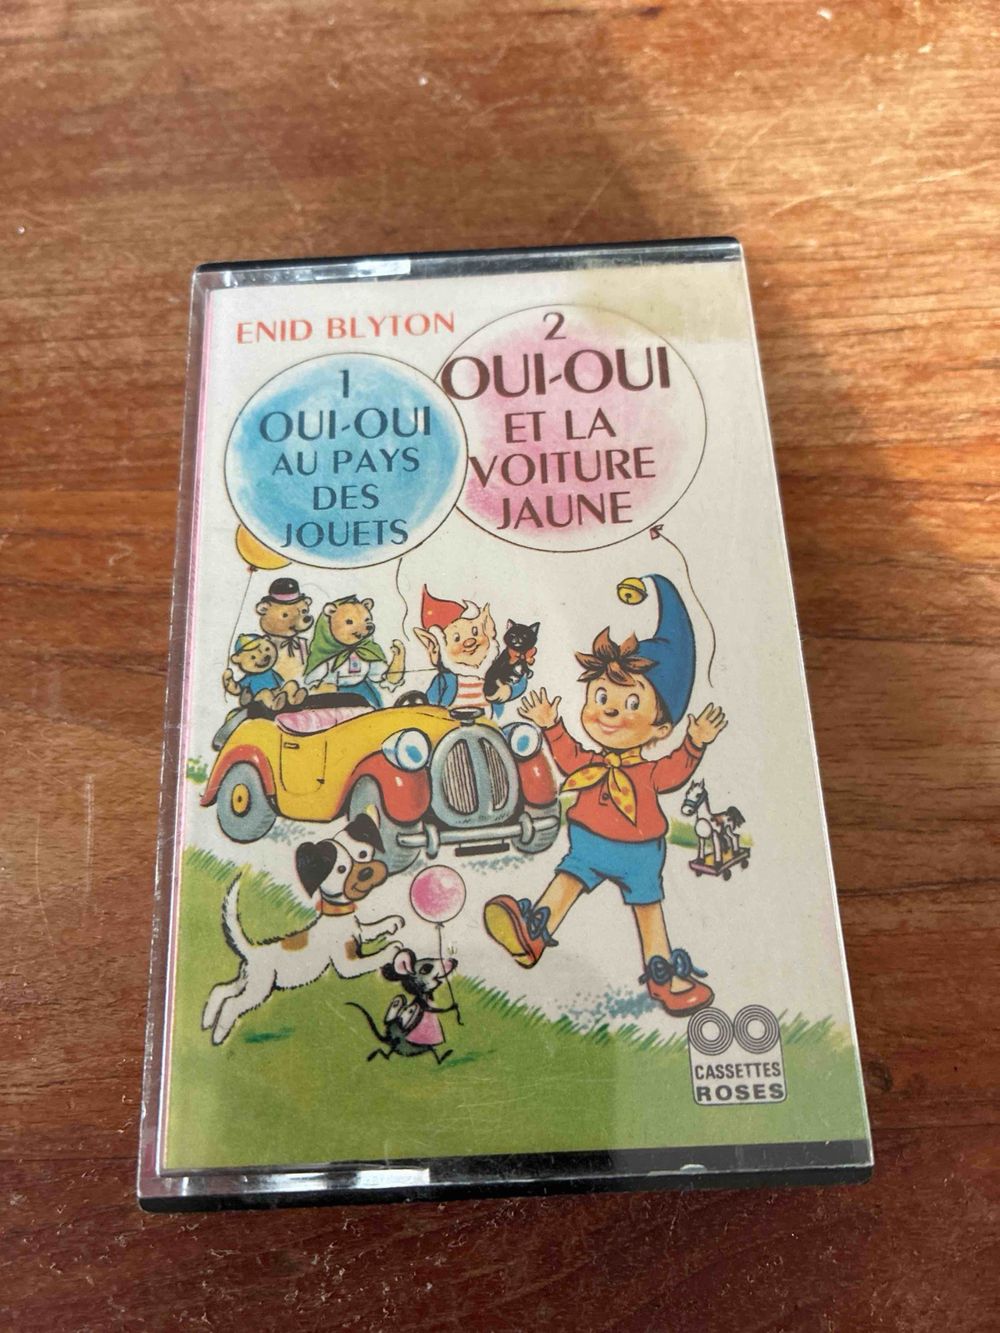 ENID BLYTON
1
OUI-OUI
AU PAYS
DES
JOUETS
2
OUI-OUI
ET LA
VOITURE
JAUNE
CASSETTES
ROSES